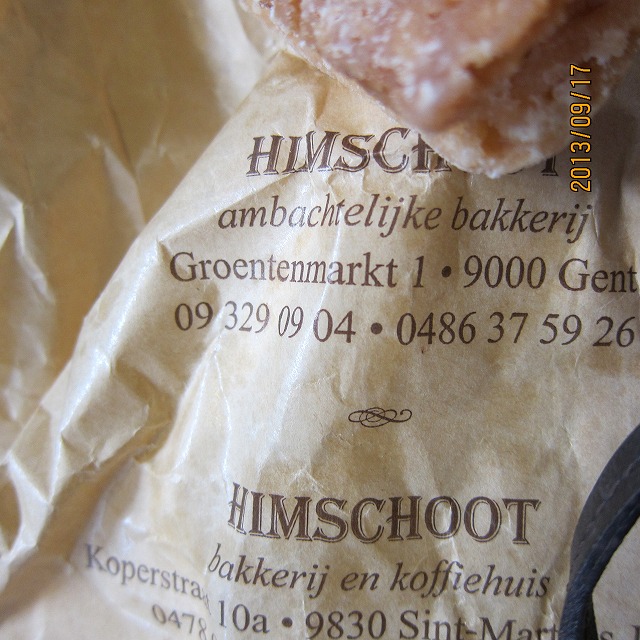 HIMSCHOOT
ambachtelijke bakkerij
Groentenmarkt 1 • 9000 Gent
09 329 09 04 • 0486 37 59 26
HIMSCHOOT
bakkerij en koffiehuis
10a • 9830
0478
2013/09/17